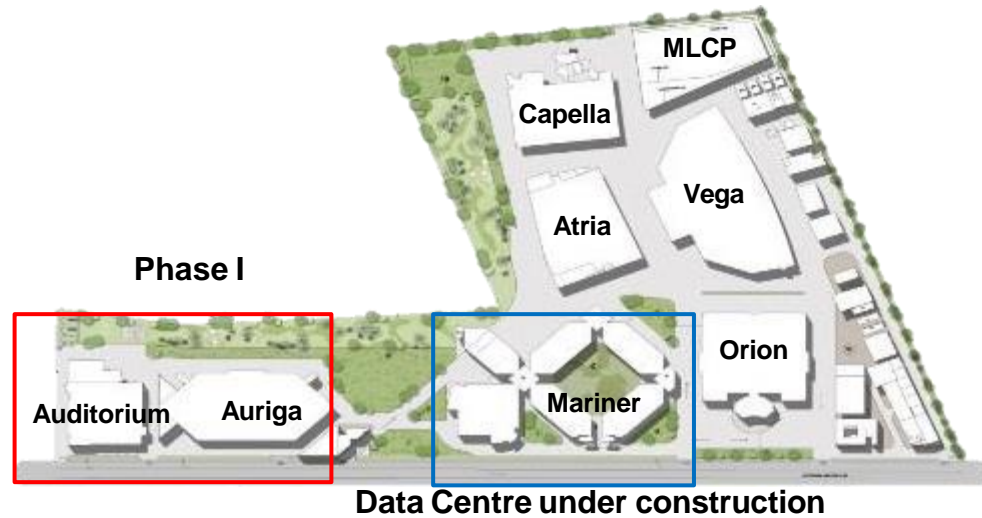 MLCP
Capella
Vega
Atria
Phase I
Orion
Auditorium
Auriga
Mariner
Data Centre under construction